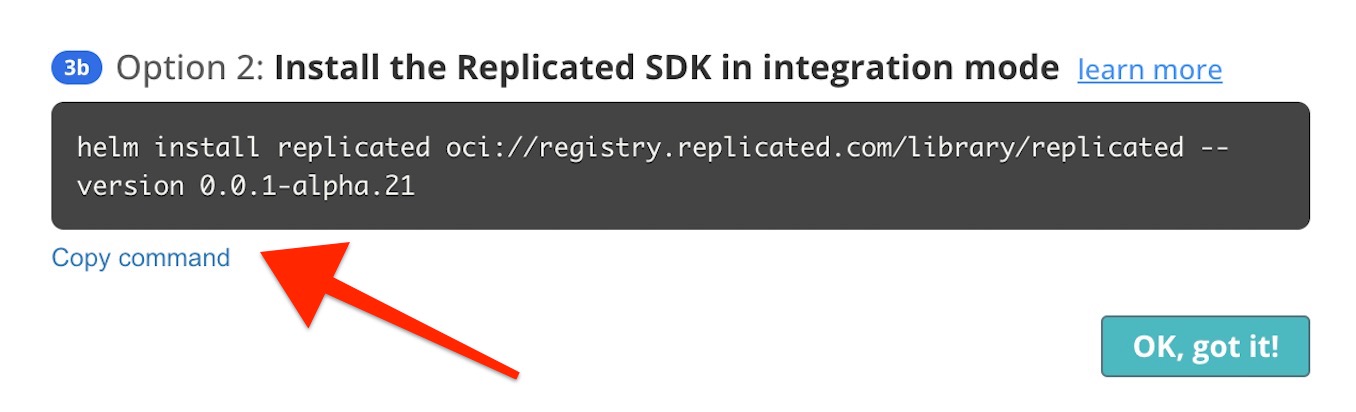 3b Option 2: Install the Replicated SDK in integration mode learn more
helm install replicated oci://registry.replicated.com/library/replicated --
version 0.0.1-alpha.21
Copy command
OK, got it!